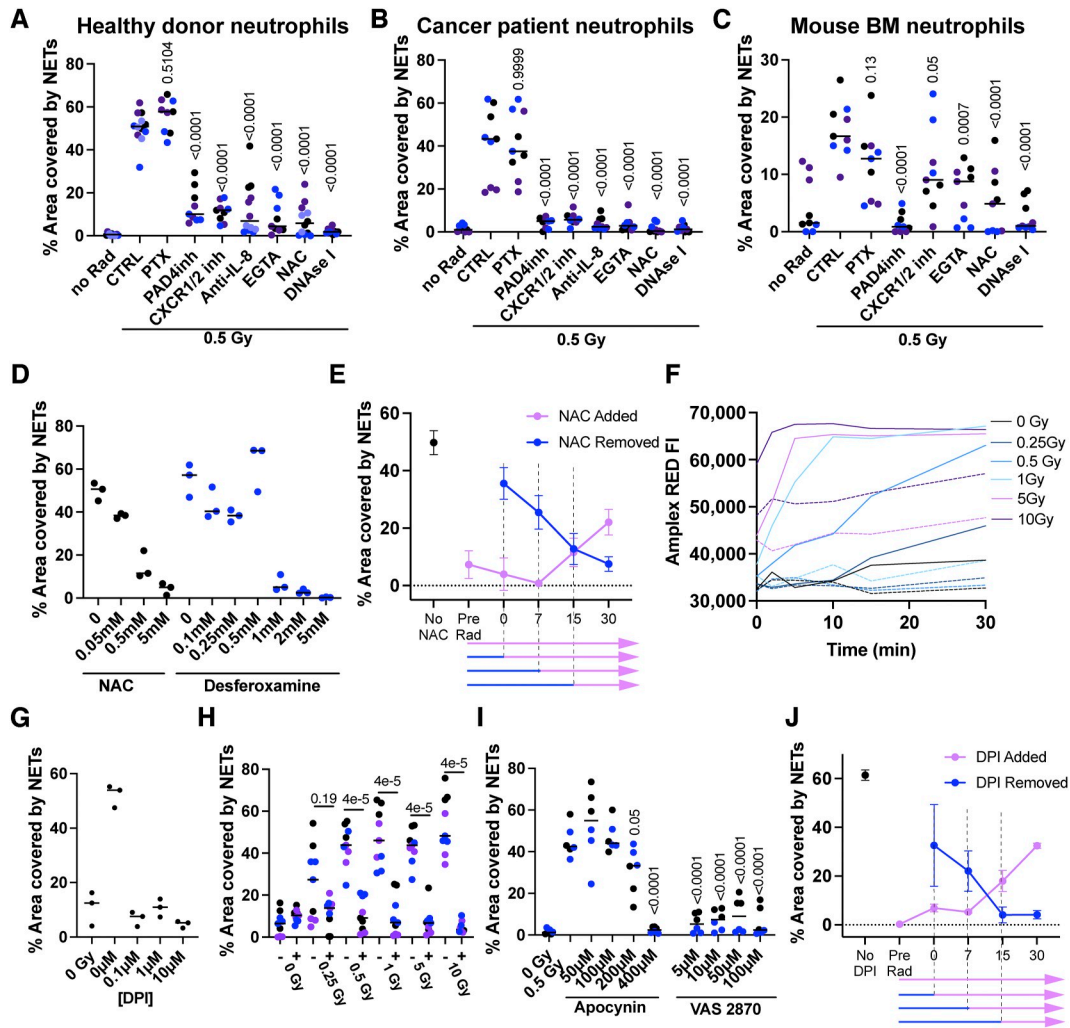 A Healthy donor neutrophils
% Area covered by NETs
80
60
40
20
0
0.5104
<0.0001
<0.0001
<0.0001
<0.0001
<0.0001
<0.0001
no Rad
CTRL
PTX
PAD4inh
CXCR1/2 inh
Anti-IL-8
EGTA
NAC
DNAse I
0.5 Gy
B Cancer patient neutrophils
% Area covered by NETs
80
60
40
20
0
0.9999
<0.0001
<0.0001
<0.0001
<0.0001
<0.0001
<0.0001
no Rad
CTRL
PTX
PAD4inh
CXCR1/2 inh
Anti-IL-8
EGTA
NAC
DNAse I
0.5 Gy
C Mouse BM neutrophils
% Area covered by NETs
30
20
10
0
0.13
<0.0001
0.05
0.0007
<0.0001
<0.0001
no Rad
CTRL
PTX
PAD4inh
CXCR1/2 inh
EGTA
NAC
DNAse I
0.5 Gy
D
% Area covered by NETs
80
60
40
20
0
0
0.05mM
0.5mM
5mM
0
0.1mM
0.25mM
0.5mM
1mM
2mM
5mM
NAC
Desferoxamine
E
% Area covered by NETs
60
40
20
0
NAC Added
NAC Removed
No NAC
Pre Rad
0
7
15
30
F
Amplex RED FI
70,000
60,000
50,000
40,000
30,000
0
10
20
30
Time (min)
0 Gy
0.25Gy
0.5 Gy
1Gy
5Gy
10Gy
G
% Area covered by NETs
60
40
20
0
0 Gy
0µM
0.1µM
1µM
10µM
[DPI]
H
% Area covered by NETs
80
60
40
20
0
0.19
4e-5
4e-5
4e-5
4e-5
- + - + - + - + - + - +
0 Gy
0.25 Gy
0.5 Gy
1 Gy
5 Gy
10 Gy
I
% Area covered by NETs
80
60
40
20
0
0.05
<0.0001
<0.0001
<0.0001
<0.0001
<0.0001
0 Gy
0.5 Gy
50µM
100µM
200µM
400µM
5µM
10µM
50µM
100µM
Apocynin
VAS 2870
J
% Area covered by NETs
60
40
20
0
DPI Added
DPI Removed
No DPI
Pre Rad
0
7
15
30